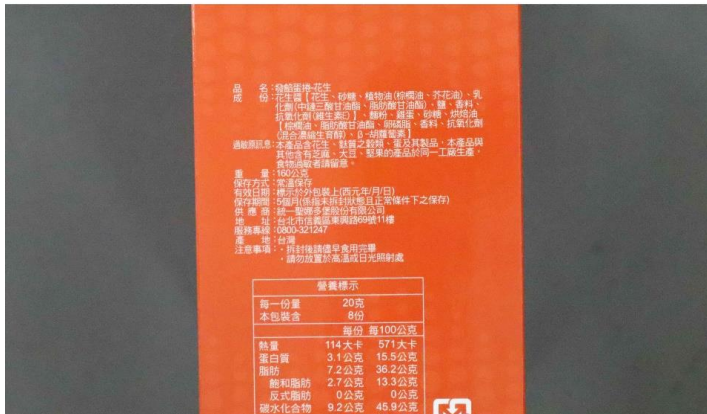 品　　名：發餡蛋捲-花生
成　　份：花生醬【花生、砂糖、植物油(棕櫚油、芥花油)、乳
化劑(中鏈三酸甘油酯、脂肪酸甘油酯)、鹽、香料、
抗氧化劑(維生素E)】、麵粉、雞蛋、砂糖、烘焙油
【棕櫚油、脂肪酸甘油酯、卵磷脂、香料、抗氧化劑
(混合濃縮生育醇)、β-胡蘿蔔素】
過敏原訊息：本產品含花生、麩質之穀類、蛋及其製品，本產品與
其他含有芝麻、大豆、堅果的產品於同一工廠生產，
食物過敏者請留意。
重　　量：160公克
保存方式：常溫保存
有效日期：標示於外包裝上(西元年/月/日)
保存期間：5個月(係指未拆封狀態且正常條件下之保存)
供 應 商：統一聖娜多堡股份有限公司
地　　址：台北市信義區東興路69號11樓
服務專線：0800-321247
產　　地：台灣
注意事項：．拆封後請儘早食用完畢
．請勿放置於高溫或日光照射處
營養標示
每一份量 20克
本包裝含 8份
每份 每100公克
熱量 114大卡 571大卡
蛋白質 3.1公克 15.5公克
脂肪 7.2公克 36.2公克
飽和脂肪 2.7公克 13.3公克
反式脂肪 0公克 0公克
碳水化合物 9.2公克 45.9公克